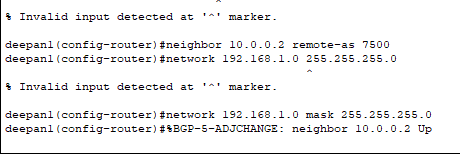 ^
% Invalid input detected at '^' marker.
deepan1(config-router)#neighbor 10.0.0.2 remote-as 7500
deepan1(config-router)#network 192.168.1.0 255.255.255.0
^
% Invalid input detected at '^' marker.
deepan1(config-router)#network 192.168.1.0 mask 255.255.255.0
deepan1(config-router)#%BGP-5-ADJCHANGE: neighbor 10.0.0.2 Up